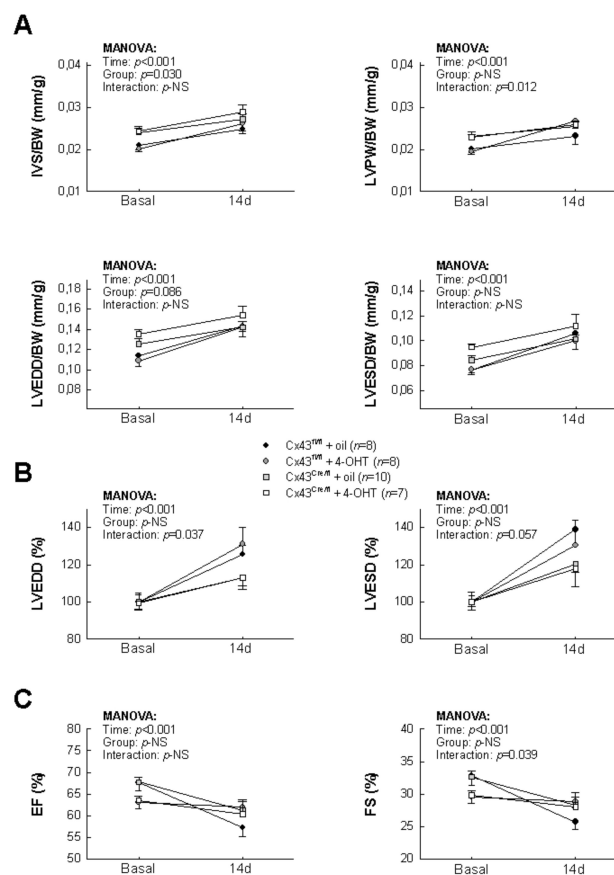 A
MANOVA:
Time: p<0.001
Group: p=0.030
Interaction: p-NS
IVS/BW (mm/g)
0,04
0,03
0,02
0,01
Basal
14d
MANOVA:
Time: p<0.001
Group: p-NS
Interaction: p=0.012
LVPW/BW (mm/g)
0,04
0,03
0,02
0,01
Basal
14d
MANOVA:
Time: p<0.001
Group: p=0.086
Interaction: p-NS
LVEDD/BW (mm/g)
0,18
0,16
0,14
0,12
0,10
0,08
Basal
14d
MANOVA:
Time: p<0.001
Group: p-NS
Interaction: p-NS
LVESD/BW (mm/g)
0,14
0,12
0,10
0,08
0,06
Basal
14d
Cx43fl/fl + oil (n=8)
Cx43fl/fl + 4-OHT (n=8)
Cx43Cre/fl + oil (n=10)
Cx43Cre/fl + 4-OHT (n=7)
B
MANOVA:
Time: p<0.001
Group: p-NS
Interaction: p=0.037
LVEDD (%)
140
120
100
80
Basal
14d
MANOVA:
Time: p<0.001
Group: p-NS
Interaction: p=0.057
LVESD (%)
140
120
100
80
Basal
14d
C
MANOVA:
Time: p<0.001
Group: p-NS
Interaction: p-NS
EF (%)
80
75
70
65
60
55
50
Basal
14d
MANOVA:
Time: p<0.001
Group: p-NS
Interaction: p=0.039
FS (%)
40
35
30
25
20
Basal
14d